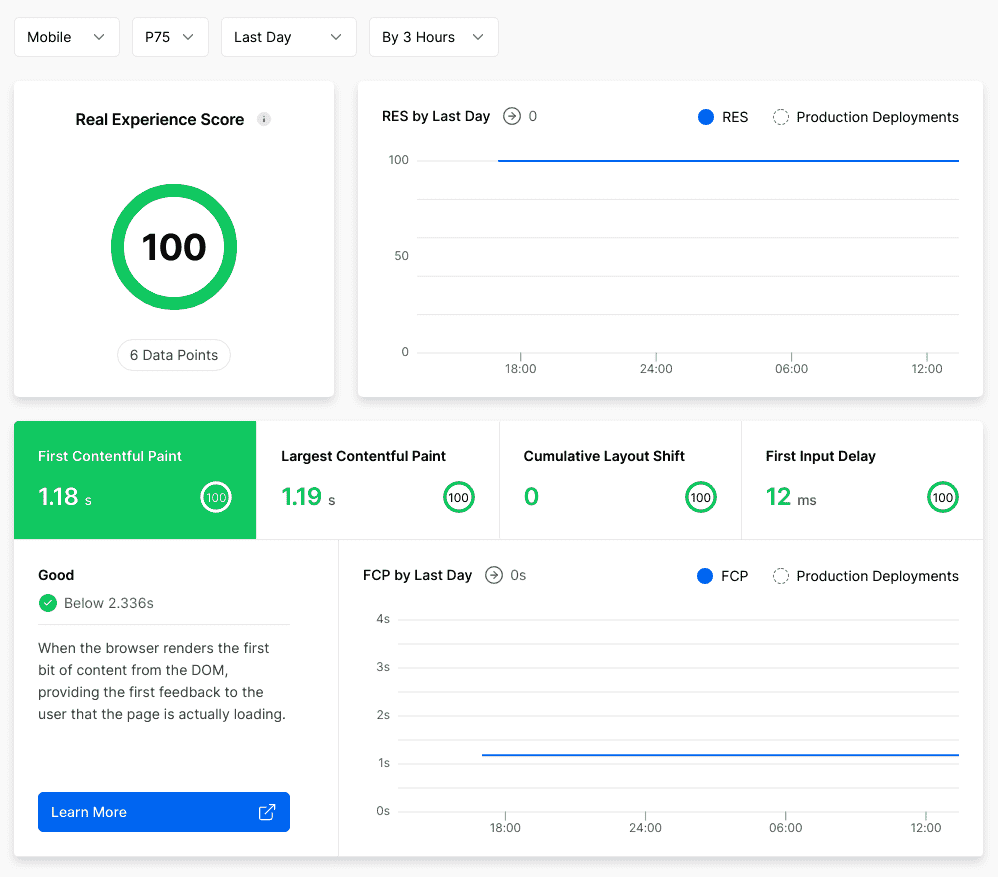 Mobile
P75
Last Day
By 3 Hours
Real Experience Score
100
6 Data Points
RES by Last Day 0
RES
Production Deployments
100
50
0
18:00
24:00
06:00
12:00
First Contentful Paint
1.18 s
100
Largest Contentful Paint
1.19 s
100
Cumulative Layout Shift
0
100
First Input Delay
12 ms
100
Good
Below 2.336s
When the browser renders the first
bit of content from the DOM,
providing the first feedback to the
user that the page is actually loading.
Learn More
FCP by Last Day 0s
FCP
Production Deployments
4s
3s
2s
1s
0s
18:00
24:00
06:00
12:00